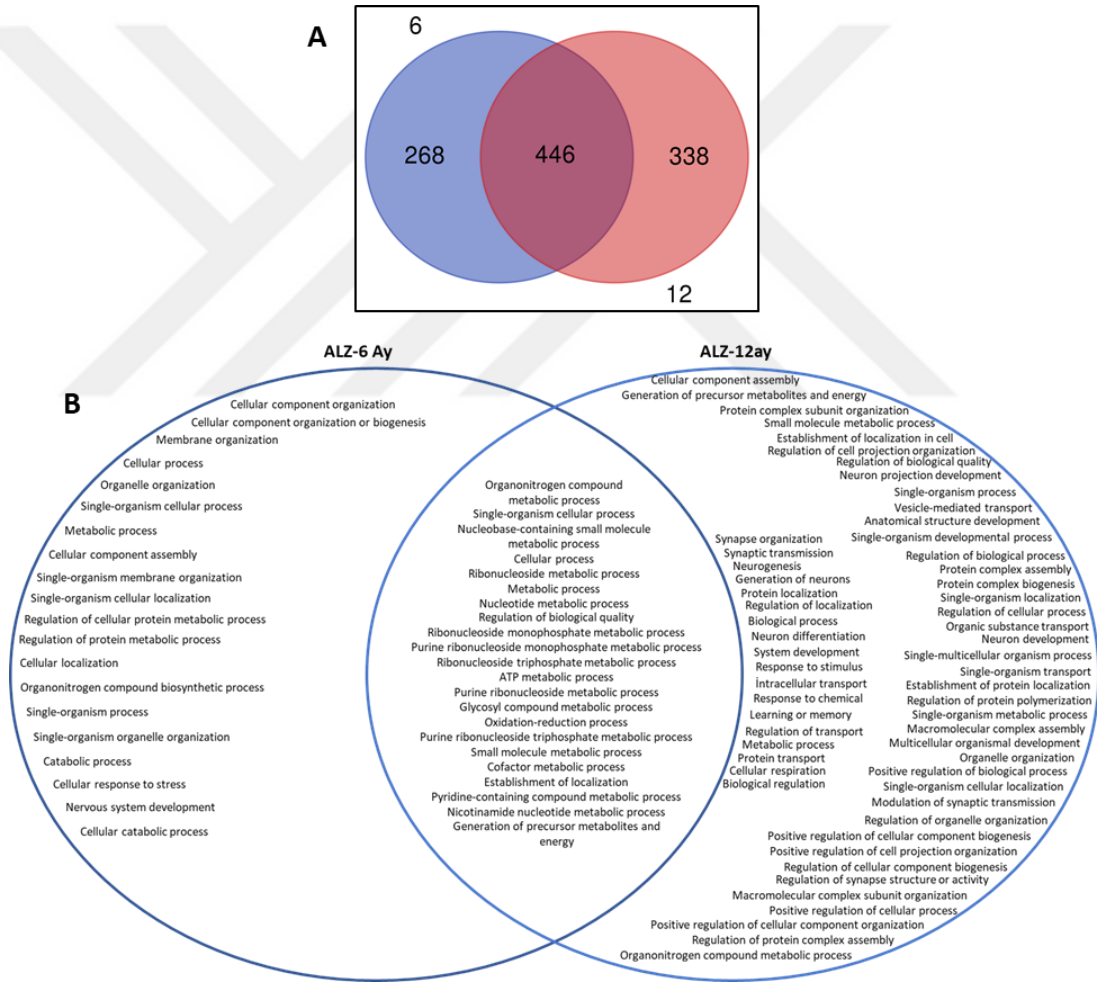 A
6
268
446
338
12
ALZ-6 Ay
ALZ-12ay
B
Cellular component organization
Cellular component organization or biogenesis
Membrane organization
Cellular process
Organelle organization
Single-organism cellular process
Metabolic process
Cellular component assembly
Single-organism membrane organization
Single-organism cellular localization
Regulation of cellular protein metabolic process
Regulation of protein metabolic process
Cellular localization
Organonitrogen compound biosynthetic process
Single-organism process
Single-organism organelle organization
Catabolic process
Cellular response to stress
Nervous system development
Cellular catabolic process
Organonitrogen compound
metabolic process
Single-organism cellular process
Nucleobase-containing small molecule
metabolic process
Cellular process
Ribonucleoside metabolic process
Metabolic process
Nucleotide metabolic process
Regulation of biological quality
Ribonucleoside monophosphate metabolic process
Purine ribonucleoside monophosphate metabolic process
Ribonucleoside triphosphate metabolic process
ATP metabolic process
Purine ribonucleoside metabolic process
Glycosyl compound metabolic process
Oxidation-reduction process
Purine ribonucleoside triphosphate metabolic process
Small molecule metabolic process
Cofactor metabolic process
Establishment of localization
Pyridine-containing compound metabolic process
Nicotinamide nucleotide metabolic process
Generation of precursor metabolites and
energy
Cellular component assembly
Generation of precursor metabolites and energy
Protein complex subunit organization
Small molecule metabolic process
Establishment of localization in cell
Regulation of cell projection organization
Regulation of biological quality
Neuron projection development
Single-organism process
Vesicle-mediated transport
Anatomical structure development
Single-organism developmental process
Synapse organization
Synaptic transmission
Neurogenesis
Generation of neurons
Protein localization
Regulation of localization
Biological process
Neuron differentiation
System development
Response to stimulus
İntracellular transport
Response to chemical
Learning or memory
Regulation of transport
Metabolic process
Protein transport
Cellular respiration
Biological regulation
Regulation of biological process
Protein complex assembly
Protein complex biogenesis
Single-organism localization
Regulation of cellular process
Organic substance transport
Neuron development
Single-multicellular organism process
Single-organism transport
Establishment of protein localization
Regulation of protein polymerization
Single-organism metabolic process
Macromolecular complex assembly
Multicellular organismal development
Organelle organization
Positive regulation of biological process
Single-organism cellular localization
Modulation of synaptic transmission
Regulation of organelle organization
Positive regulation of cellular component biogenesis
Positive regulation of cell projection organization
Regulation of cellular component biogenesis
Regulation of synapse structure or activity
Macromolecular complex subunit organization
Positive regulation of cellular process
Positive regulation of cellular component organization
Regulation of protein complex assembly
Organonitrogen compound metabolic process